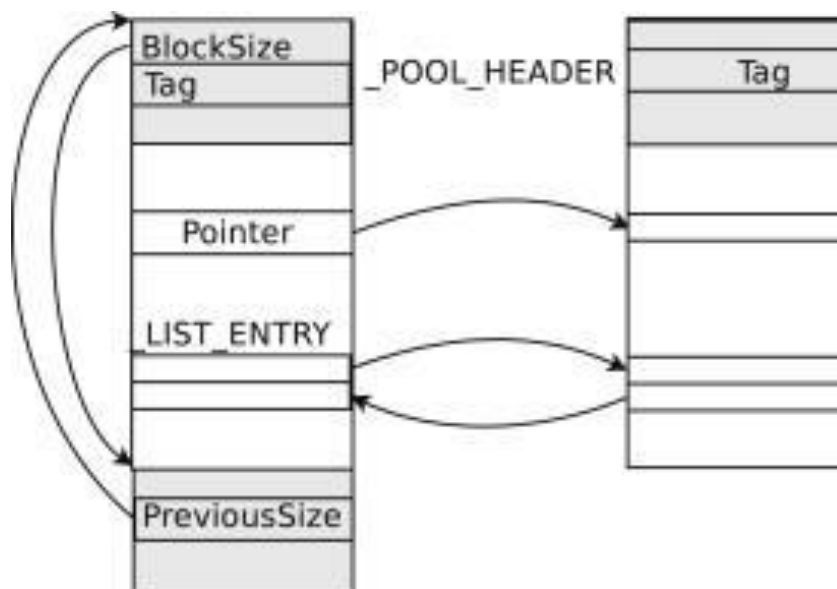 BlockSize
Tag
_POOL_HEADER
Tag
Pointer
_LIST_ENTRY
PreviousSize